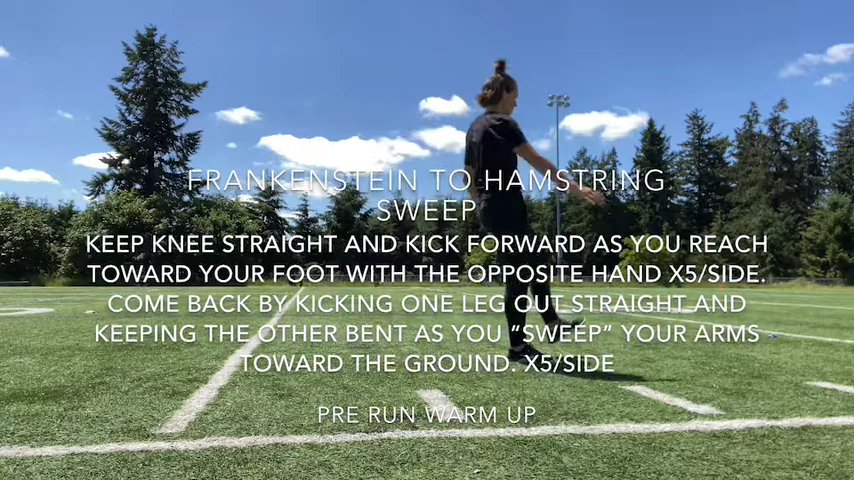 FRANKENSTEIN TO HAMSTRING
SWEEP
KEEP KNEE STRAIGHT AND KICK FORWARD AS YOU REACH
TOWARD YOUR FOOT WITH THE OPPOSITE HAND X5/SIDE.
COME BACK BY KICKING ONE LEG OUT STRAIGHT AND
KEEPING THE OTHER BENT AS YOU “SWEEP” YOUR ARMS
TOWARD THE GROUND. X5/SIDE
PRE RUN WARM UP